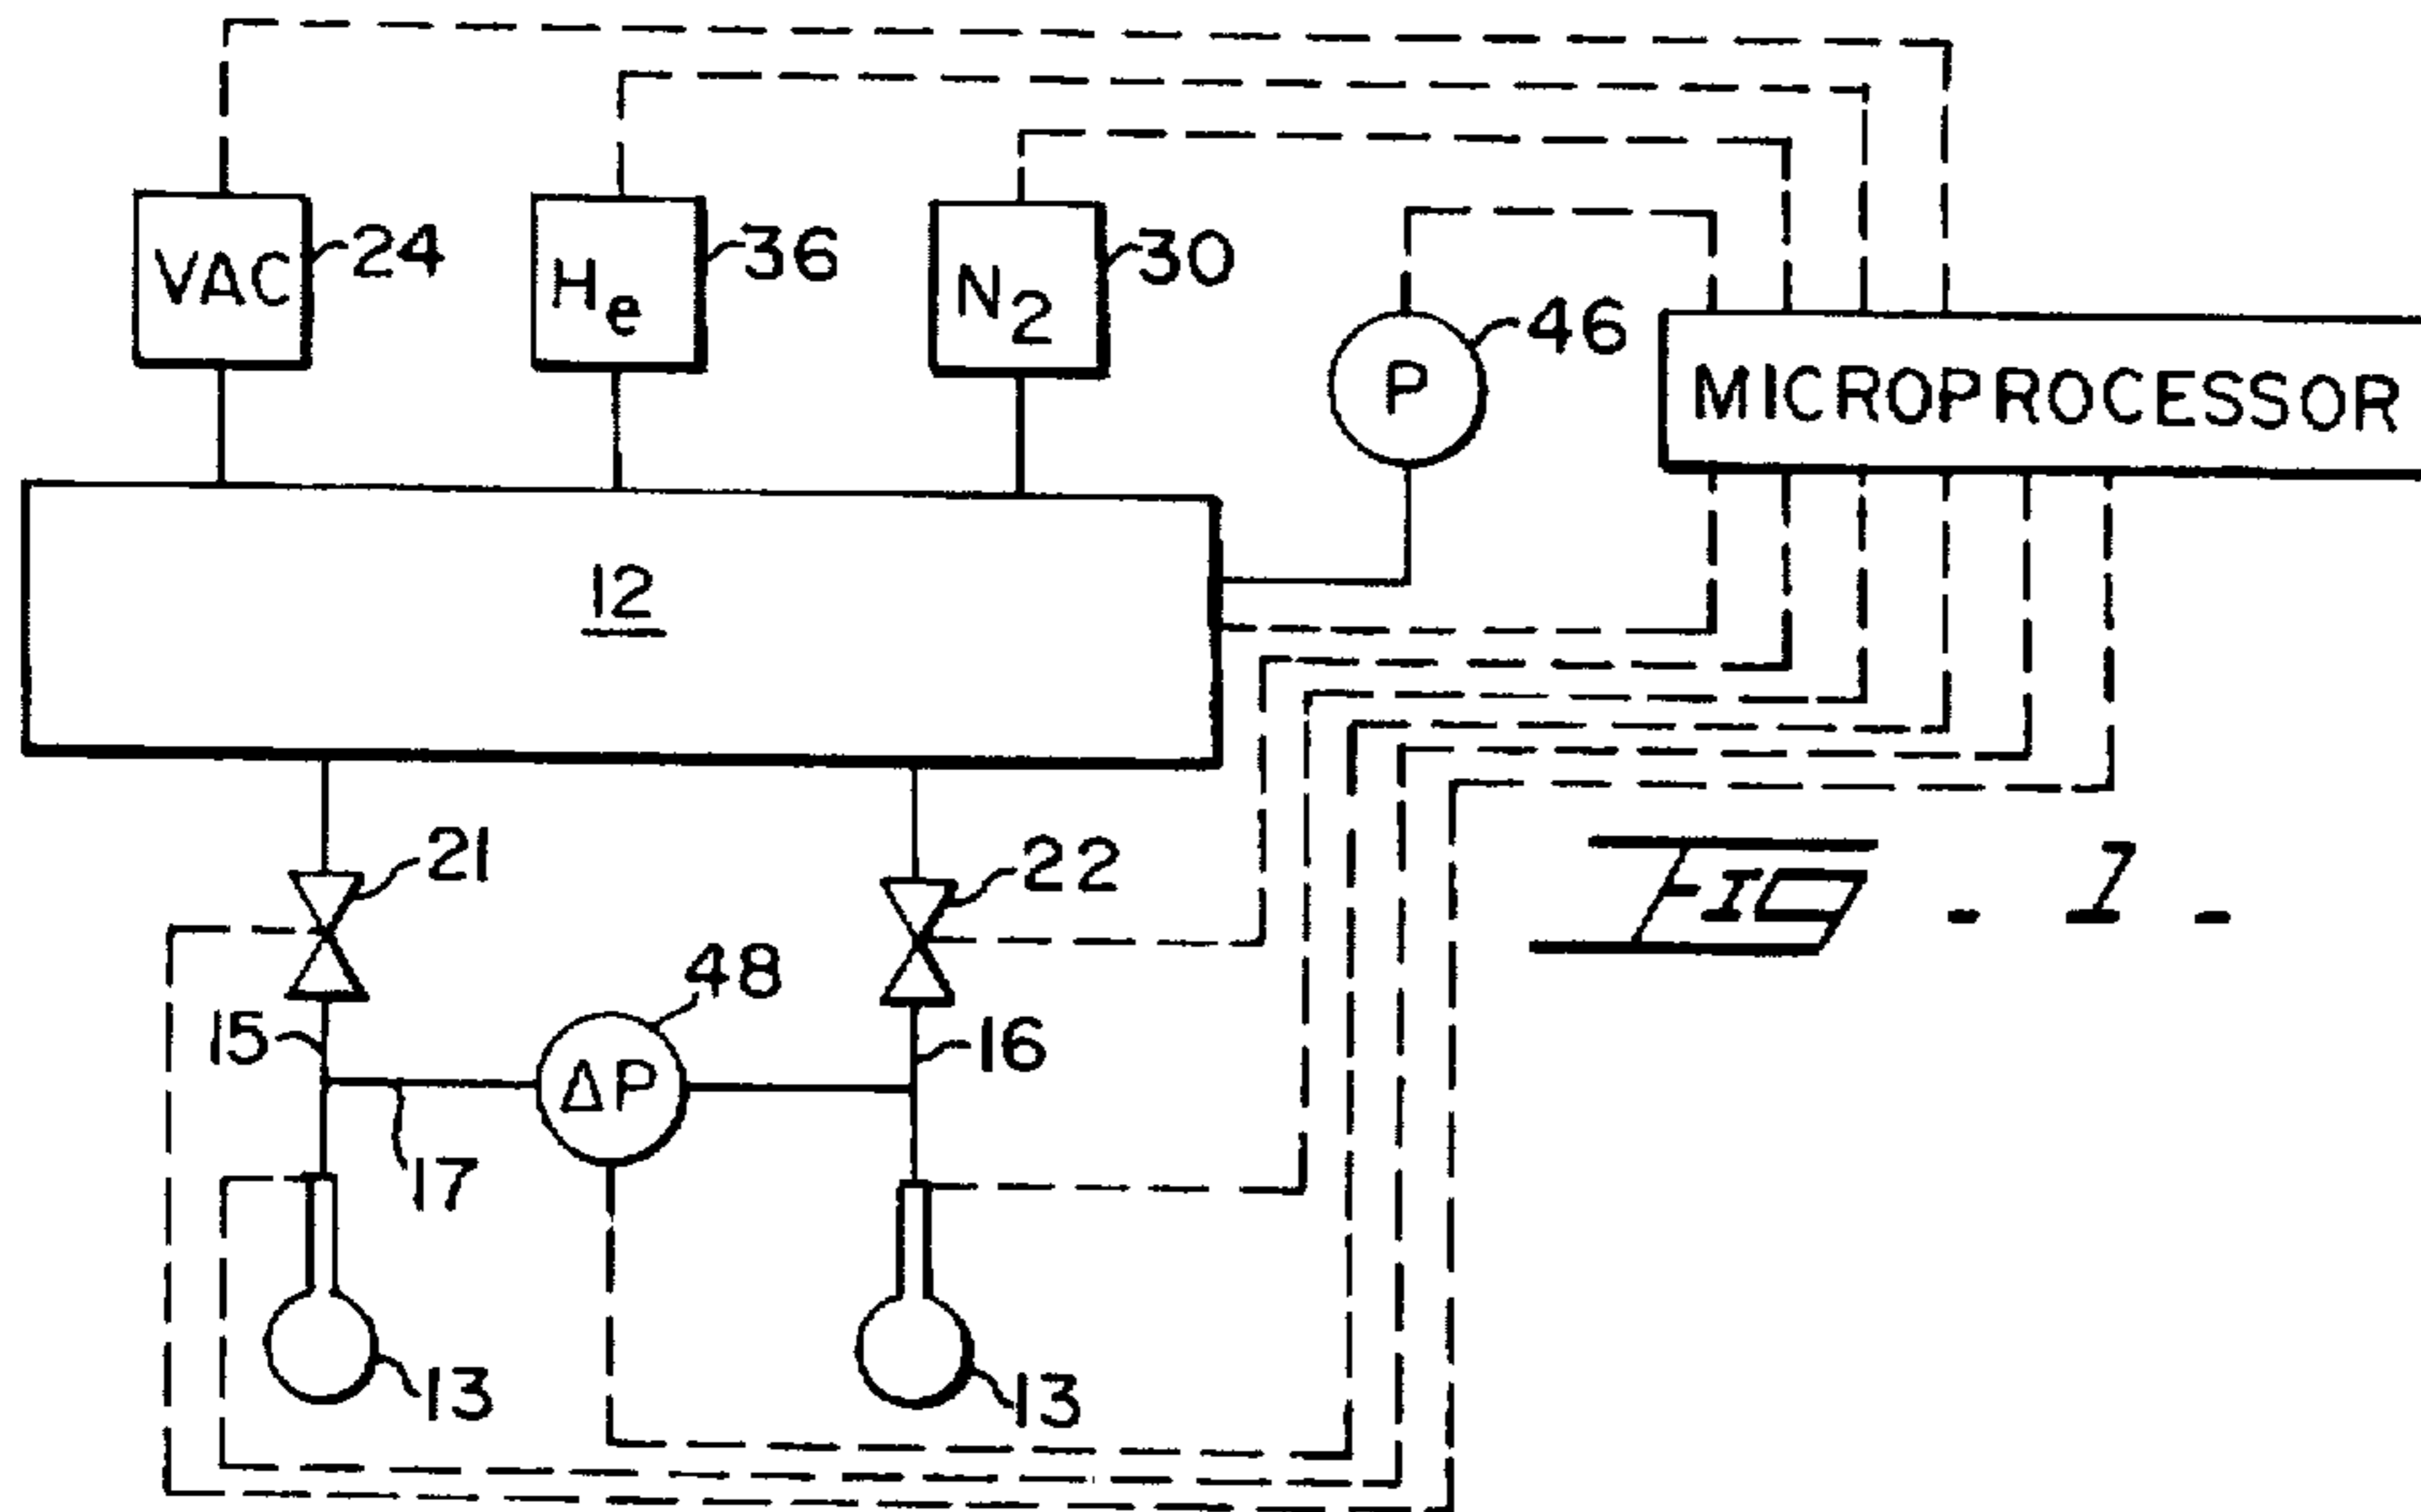 VAC
24
He
36
N2
30
P
46
MICROPROCESSOR
12
21
22
FIG - 1 -
48
15
ΔP
16
17
13
13